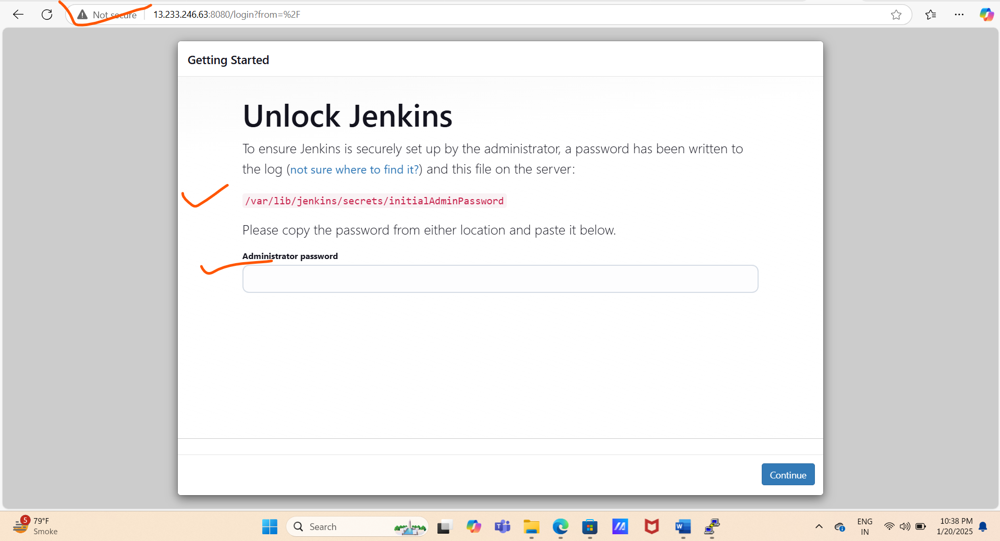 Not secure
13.233.246.63:8080/login?from=%2F
Getting Started
Unlock Jenkins
To ensure Jenkins is securely set up by the administrator, a password has been written to
the log (not sure where to find it?) and this file on the server:
/var/lib/jenkins/secrets/initialAdminPassword
Please copy the password from either location and paste it below.
Administrator password
Continue
5
79°F
Smoke
Search
ENG
IN
10:38 PM
1/20/2025